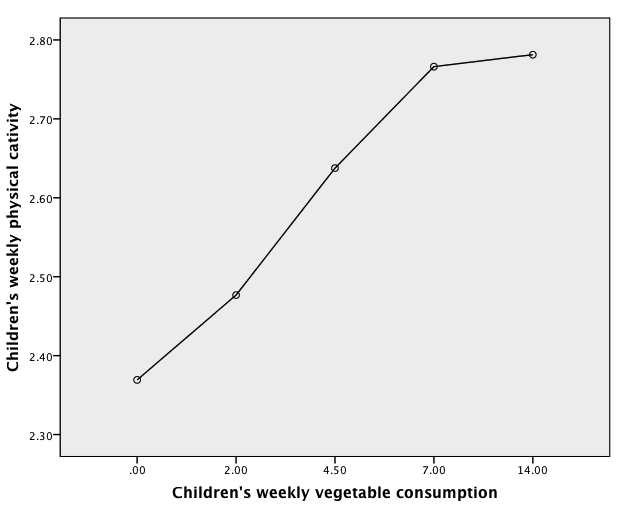 Children's weekly physical cativity
2.80
2.70
2.60
2.50
2.40
2.30
.00 2.00 4.50 7.00 14.00
Children's weekly vegetable consumption